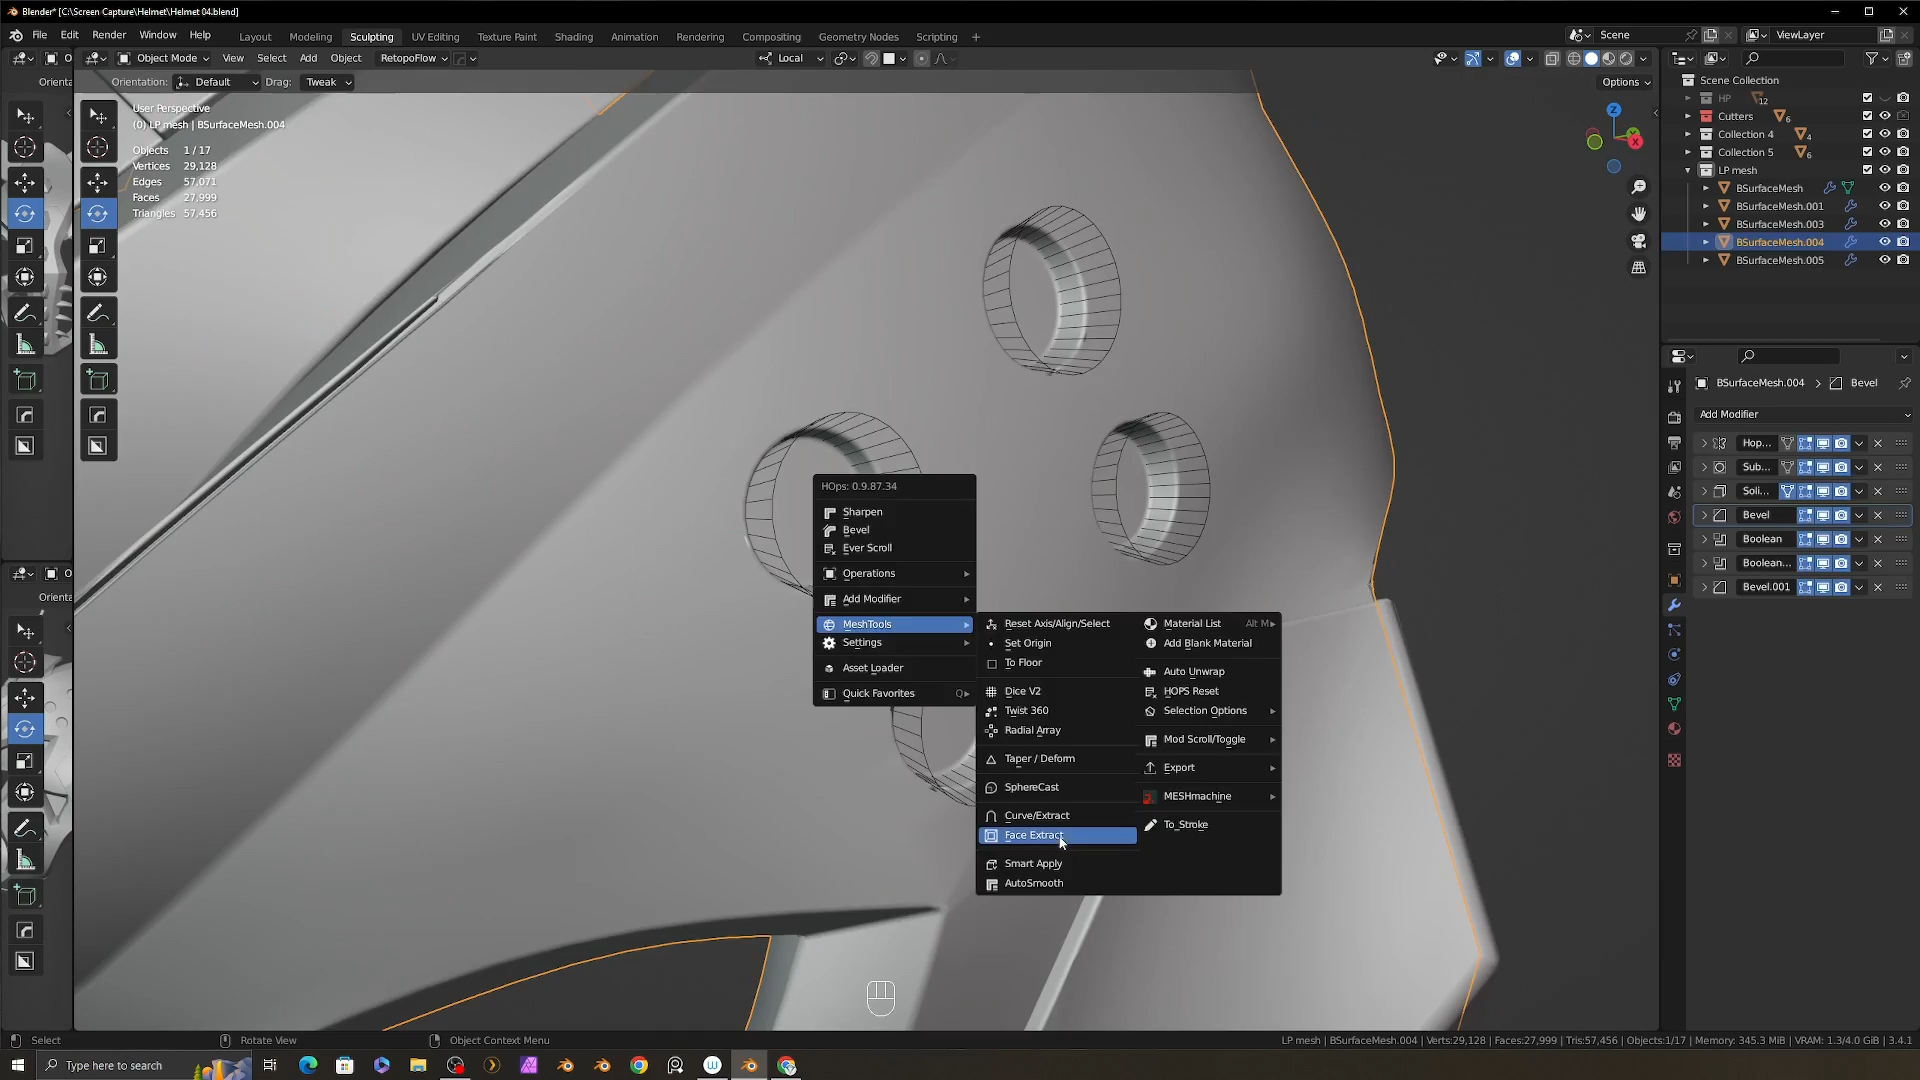 Blender* [C:\Screen Capture\Helmet\Helmet 04.blend]
File Edit Render Window Help
Layout Modeling Sculpting UV Editing Texture Paint Shading Animation Rendering Compositing Geometry Nodes Scripting +
Scene ViewLayer
Object Mode View Select Add Object RetopoFlow Local
Orienta Orientation: Default Drag: Tweak Options
User Perspective
(0) LP mesh | BSurfaceMesh.004
Objects 1 / 17
Vertices 29,128
Edges 57,071
Faces 27,999
Triangles 57,456
Z
X
Scene Collection
HP 12
Cutters 6
Collection 4 4
Collection 5 6
LP mesh
BSurfaceMesh
BSurfaceMesh.001
BSurfaceMesh.003
BSurfaceMesh.004
BSurfaceMesh.005
BSurfaceMesh.004 > Bevel
Add Modifier
Hop...
Sub...
Soli...
Bevel
Boolean
Boolean...
Bevel.001
HOps: 0.9.87.34
Sharpen
Bevel
Ever Scroll
Operations
Add Modifier
MeshTools
Settings
Asset Loader
Quick Favorites Q
Reset Axis/Align/Select
Set Origin
To Floor
Dice V2
Twist 360
Radial Array
Taper / Deform
SphereCast
Curve/Extract
Face Extract
Smart Apply
AutoSmooth
Material List Alt M
Add Blank Material
Auto Unwrap
HOPS Reset
Selection Options
Mod Scroll/Toggle
Export
MESHmachine
To_Stroke
O
Orienta
Select Rotate View Object Context Menu
LP mesh | BSurfaceMesh.004 | Verts:29,128 | Faces:27,999 | Tris:57,456 | Objects:1/17 | Memory: 345.3 MiB | VRAM: 1.3/4.0 GiB | 3.4.1
Type here to search